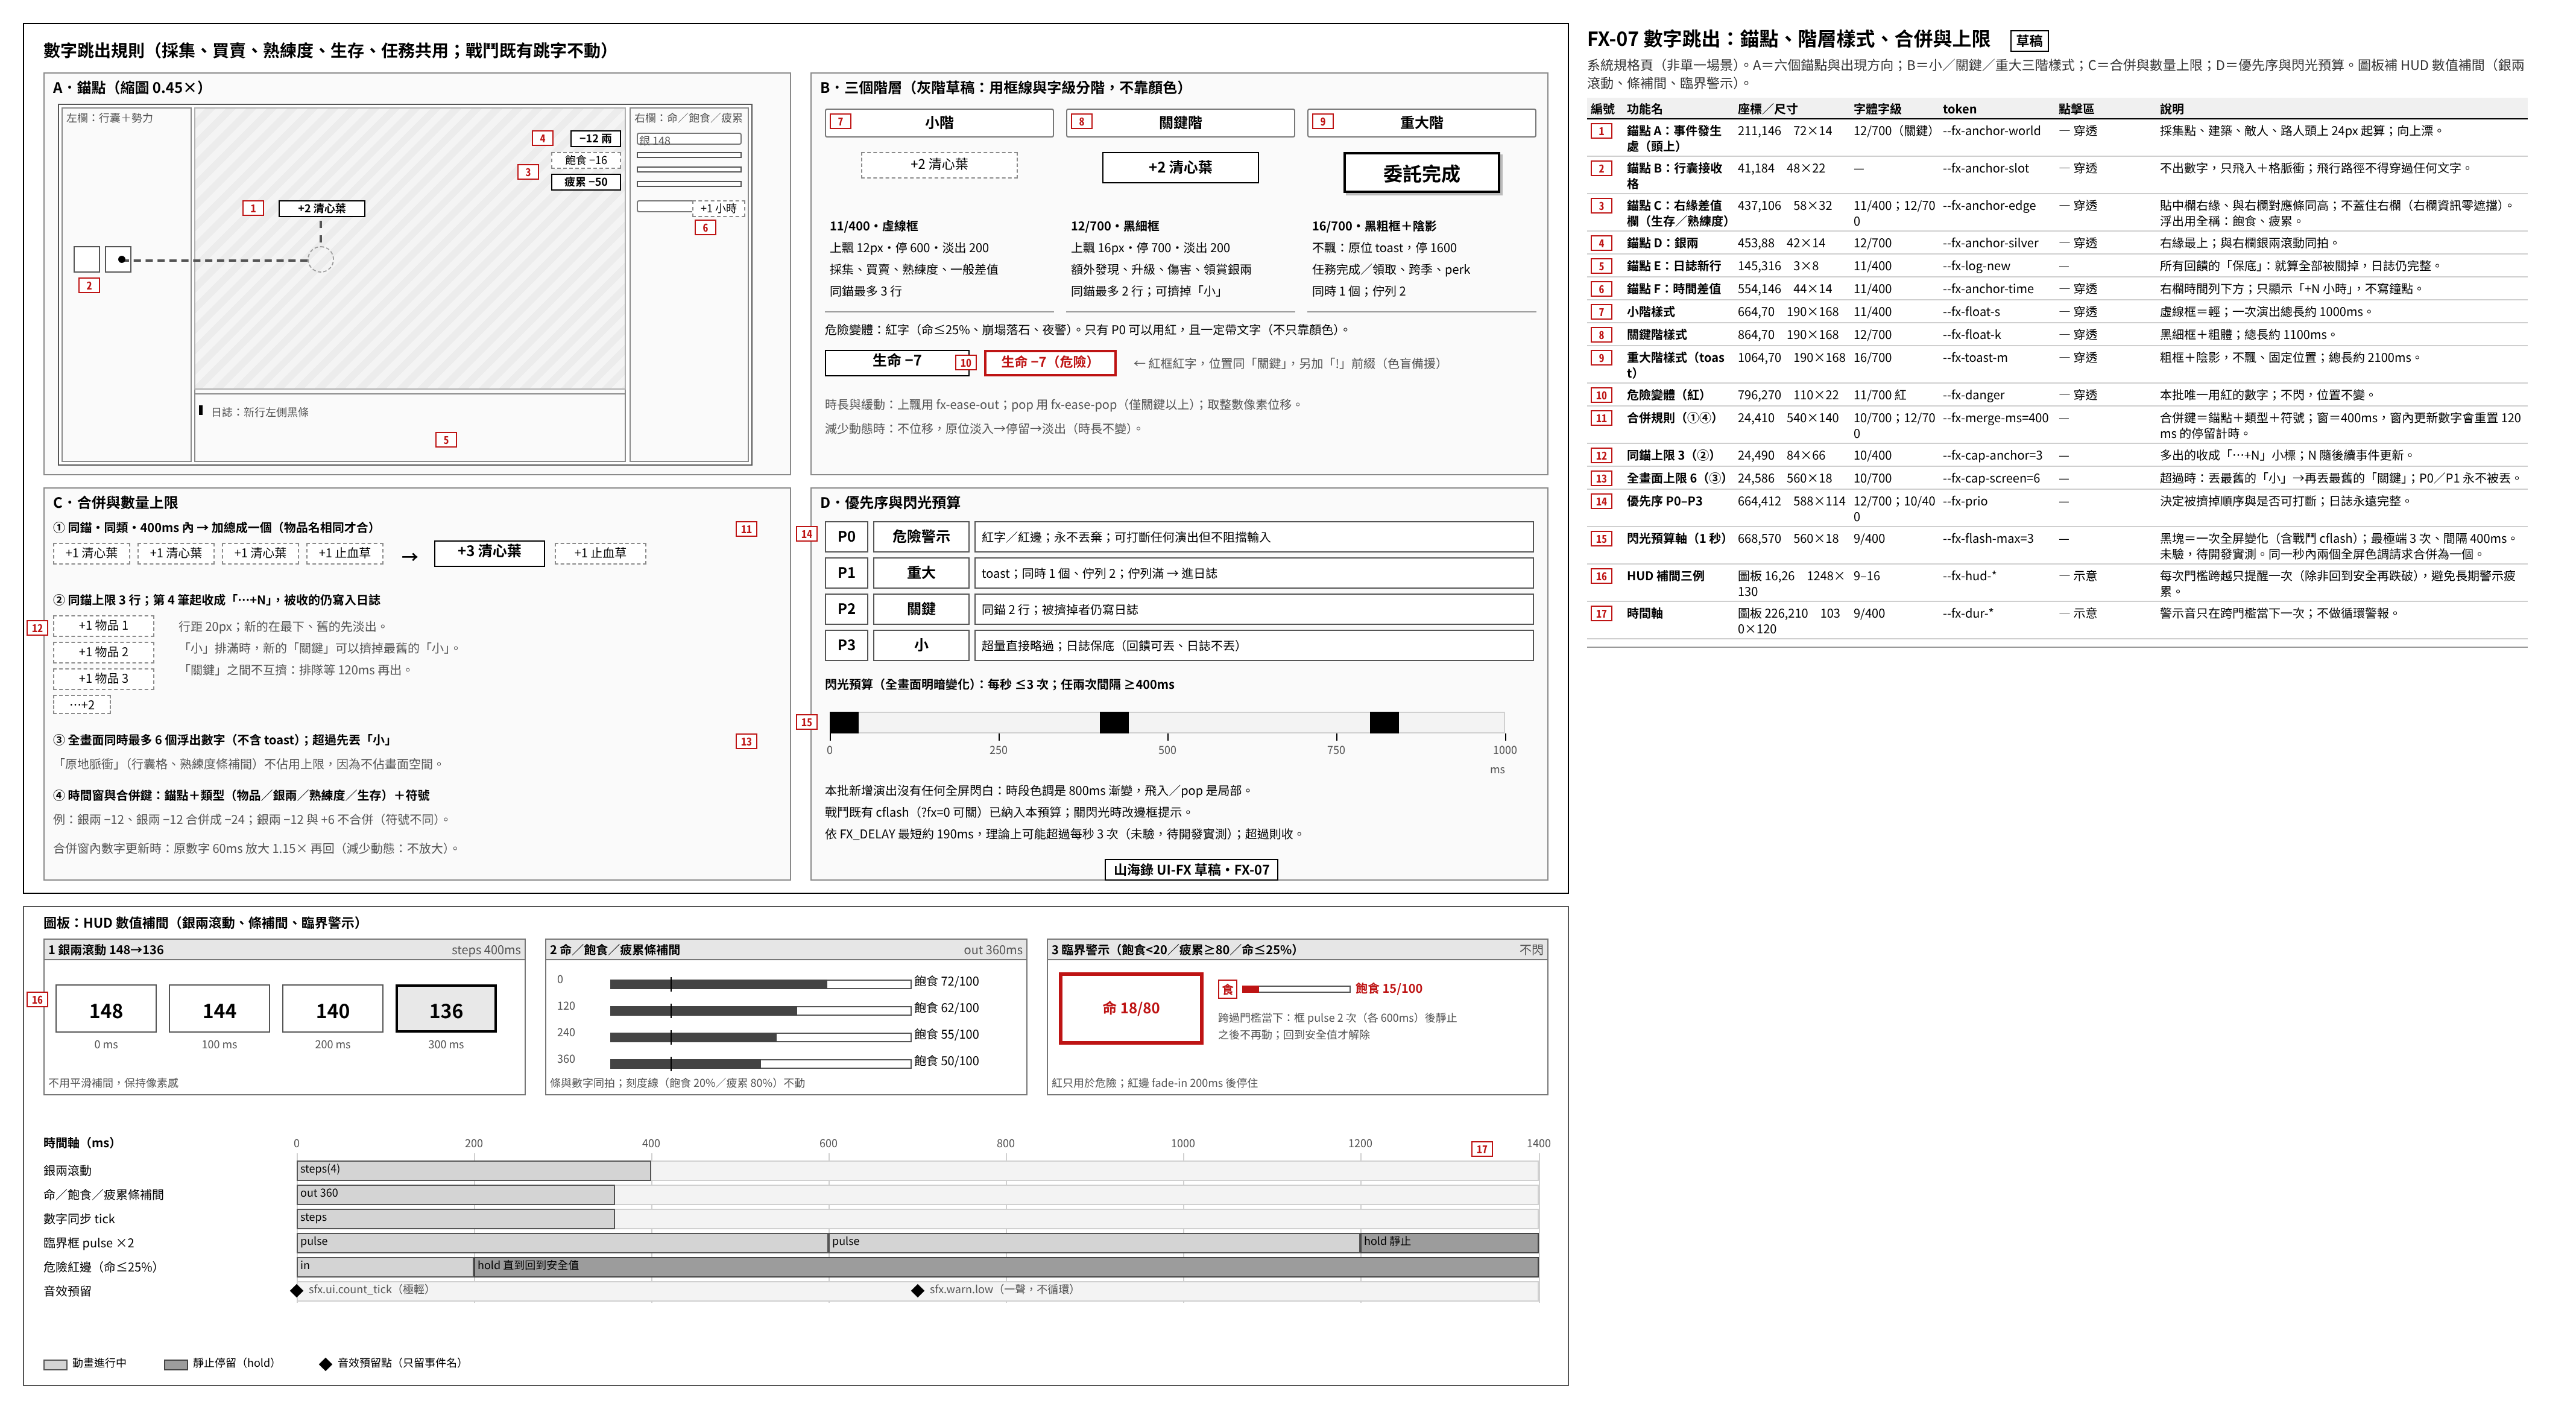 數字跳出規則（採集、買賣、熟練度、生存、任務共用；戰鬥既有跳字不動）
A・錨點（縮圖 0.45×）
左欄：行囊＋勢力
右欄：命／飽食／疲累
4
−12 兩
銀 148
飽食 −16
3
疲累 −50
1
+2 清心葉
+1 小時
6
2
日誌：新行左側黑條
5
B・三個階層（灰階草稿：用框線與字級分階，不靠顏色）
7
小階
8
關鍵階
9
重大階
+2 清心葉
+2 清心葉
委託完成
11/400・虛線框
上飄 12px・停 600・淡出 200
採集、買賣、熟練度、一般差值
同錨最多 3 行
12/700・黑細框
上飄 16px・停 700・淡出 200
額外發現、升級、傷害、領賞銀兩
同錨最多 2 行；可擠掉「小」
16/700・黑粗框＋陰影
不飄：原位 toast，停 1600
任務完成／領取、跨季、perk
同時 1 個；佇列 2
危險變體：紅字（命≤25%、崩塌落石、夜警）。只有 P0 可以用紅，且一定帶文字（不只靠顏色）。
生命 −7
10
生命 −7（危險）
← 紅框紅字，位置同「關鍵」，另加「!」前綴（色盲備援）
時長與緩動：上飄用 fx-ease-out；pop 用 fx-ease-pop（僅關鍵以上）；取整數像素位移。
減少動態時：不位移，原位淡入→停留→淡出（時長不變）。
C・合併與數量上限
① 同錨・同類・400ms 內 → 加總成一個（物品名相同才合）
11
+1 清心葉
+1 清心葉
+1 清心葉
+1 止血草
→
+3 清心葉
+1 止血草
② 同錨上限 3 行；第 4 筆起收成「⋯+N」，被收的仍寫入日誌
12
+1 物品 1
+1 物品 2
+1 物品 3
⋯+2
行距 20px；新的在最下、舊的先淡出。
「小」排滿時，新的「關鍵」可以擠掉最舊的「小」。
「關鍵」之間不互擠：排隊等 120ms 再出。
③ 全畫面同時最多 6 個浮出數字（不含 toast）；超過先丟「小」
13
「原地脈衝」（行囊格、熟練度條補間）不佔用上限，因為不佔畫面空間。
④ 時間窗與合併鍵：錨點＋類型（物品／銀兩／熟練度／生存）＋符號
例：銀兩 −12、銀兩 −12 合併成 −24；銀兩 −12 與 +6 不合併（符號不同）。
合併窗內數字更新時：原數字 60ms 放大 1.15× 再回（減少動態：不放大）。
D・優先序與閃光預算
14
P0
危險警示
紅字／紅邊；永不丟棄；可打斷任何演出但不阻擋輸入
P1
重大
toast；同時 1 個、佇列 2；佇列滿 → 進日誌
P2
關鍵
同錨 2 行；被擠掉者仍寫日誌
P3
小
超量直接略過；日誌保底（回饋可丟、日誌不丟）
閃光預算（全畫面明暗變化）：每秒 ≤3 次；任兩次間隔 ≥400ms
15
0
250
500
750
1000
ms
本批新增演出沒有任何全屏閃白：時段色調是 800ms 漸變，飛入／pop 是局部。
戰鬥既有 cflash（?fx=0 可關）已納入本預算；關閃光時改邊框提示。
依 FX_DELAY 最短約 190ms，理論上可能超過每秒 3 次（未驗，待開發實測）；超過則收。
山海錄 UI-FX 草稿・FX-07
圖板：HUD 數值補間（銀兩滾動、條補間、臨界警示）
1 銀兩滾動 148→136
steps 400ms
16
148
144
140
136
0 ms
100 ms
200 ms
300 ms
不用平滑補間，保持像素感
2 命／飽食／疲累條補間
out 360ms
0
飽食 72/100
120
飽食 62/100
240
飽食 55/100
360
飽食 50/100
條與數字同拍；刻度線（飽食 20%／疲累 80%）不動
3 臨界警示（飽食<20／疲累≥80／命≤25%）
不閃
命 18/80
食
飽食 15/100
跨過門檻當下：框 pulse 2 次（各 600ms）後靜止
之後不再動；回到安全值才解除
紅只用於危險；紅邊 fade-in 200ms 後停住
時間軸（ms）
0
200
400
600
800
1000
1200
1400
17
銀兩滾動
steps(4)
命／飽食／疲累條補間
out 360
數字同步 tick
steps
臨界框 pulse ×2
pulse
pulse
hold 靜止
危險紅邊（命≤25%）
in
hold 直到回到安全值
音效預留
sfx.ui.count_tick（極輕）
sfx.warn.low（一聲，不循環）
動畫進行中
靜止停留（hold）
音效預留點（只留事件名）
FX-07 數字跳出：錨點、階層樣式、合併與上限
草稿
系統規格頁（非單一場景）。A＝六個錨點與出現方向；B＝小／關鍵／重大三階樣式；C＝合併與數量上限；D＝優先序與閃光預算。圖板補 HUD 數值補間（銀兩
滾動、條補間、臨界警示）。
編號 功能名 座標／尺寸 字體字級 token 點擊區 說明
1 錨點 A：事件發生 211,146 72×14 12/700（關鍵） --fx-anchor-world — 穿透 採集點、建築、敵人、路人頭上 24px 起算；向上漂。
處（頭上）
2 錨點 B：行囊接收 41,184 48×22 — --fx-anchor-slot — 穿透 不出數字，只飛入＋格脈衝；飛行路徑不得穿過任何文字。
格
3 錨點 C：右緣差值 437,106 58×32 11/400；12/70 --fx-anchor-edge — 穿透 貼中欄右緣、與右欄對應條同高；不蓋住右欄（右欄資訊零遮擋）。
欄（生存／熟練度） 0 浮出用全稱：飽食、疲累。
4 錨點 D：銀兩 453,88 42×14 12/700 --fx-anchor-silver — 穿透 右緣最上；與右欄銀兩滾動同拍。
5 錨點 E：日誌新行 145,316 3×8 11/400 --fx-log-new — 所有回饋的「保底」：就算全部被關掉，日誌仍完整。
6 錨點 F：時間差值 554,146 44×14 11/400 --fx-anchor-time — 穿透 右欄時間列下方；只顯示「+N 小時」，不寫鐘點。
7 小階樣式 664,70 190×168 11/400 --fx-float-s — 穿透 虛線框＝輕；一次演出總長約 1000ms。
8 關鍵階樣式 864,70 190×168 12/700 --fx-float-k — 穿透 黑細框＋粗體；總長約 1100ms。
9 重大階樣式（toas 1064,70 190×168 16/700 --fx-toast-m — 穿透 粗框＋陰影，不飄、固定位置；總長約 2100ms。
t）
10 危險變體（紅） 796,270 110×22 11/700 紅 --fx-danger — 穿透 本批唯一用紅的數字；不閃，位置不變。
11 合併規則（①④） 24,410 540×140 10/700；12/70 --fx-merge-ms=400 — 合併鍵＝錨點＋類型＋符號；窗＝400ms，窗內更新數字會重置 120
0 ms 的停留計時。
12 同錨上限 3（②） 24,490 84×66 10/400 --fx-cap-anchor=3 — 多出的收成「⋯+N」小標；N 隨後續事件更新。
13 全畫面上限 6（③） 24,586 560×18 10/700 --fx-cap-screen=6 — 超過時：丟最舊的「小」→再丟最舊的「關鍵」；P0／P1 永不被丟。
14 優先序 P0–P3 664,412 588×114 12/700；10/40 --fx-prio — 決定被擠掉順序與是否可打斷；日誌永遠完整。
0
15 閃光預算軸（1 秒） 668,570 560×18 9/400 --fx-flash-max=3 — 黑塊＝一次全屏變化（含戰鬥 cflash）；最極端 3 次、間隔 400ms。
未驗，待開發實測。同一秒內兩個全屏色調請求合併為一個。
16 HUD 補間三例 圖板 16,26 1248× 9–16 --fx-hud-* — 示意 每次門檻跨越只提醒一次（除非回到安全再跌破），避免長期警示疲
130 累。
17 時間軸 圖板 226,210 103 9/400 --fx-dur-* — 示意 警示音只在跨門檻當下一次；不做循環警報。
0×120